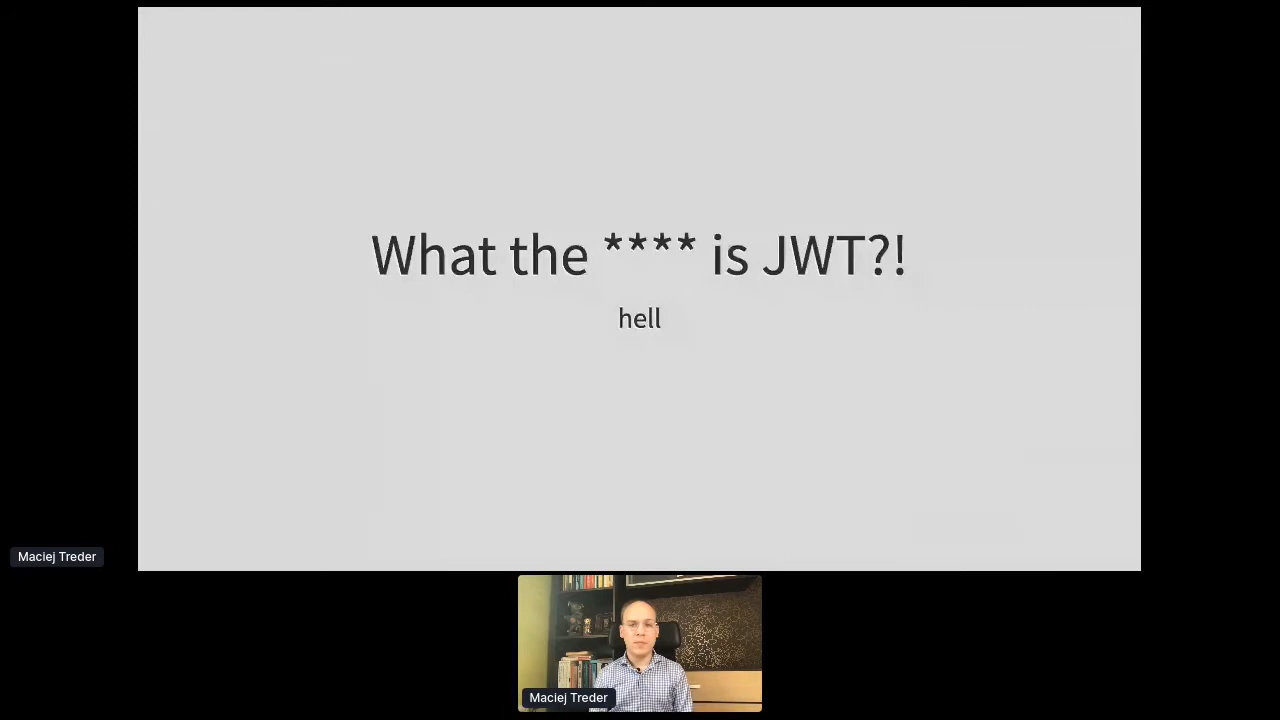 What the **** is JWT?!
hell
Maciej Treder
Maciej Treder